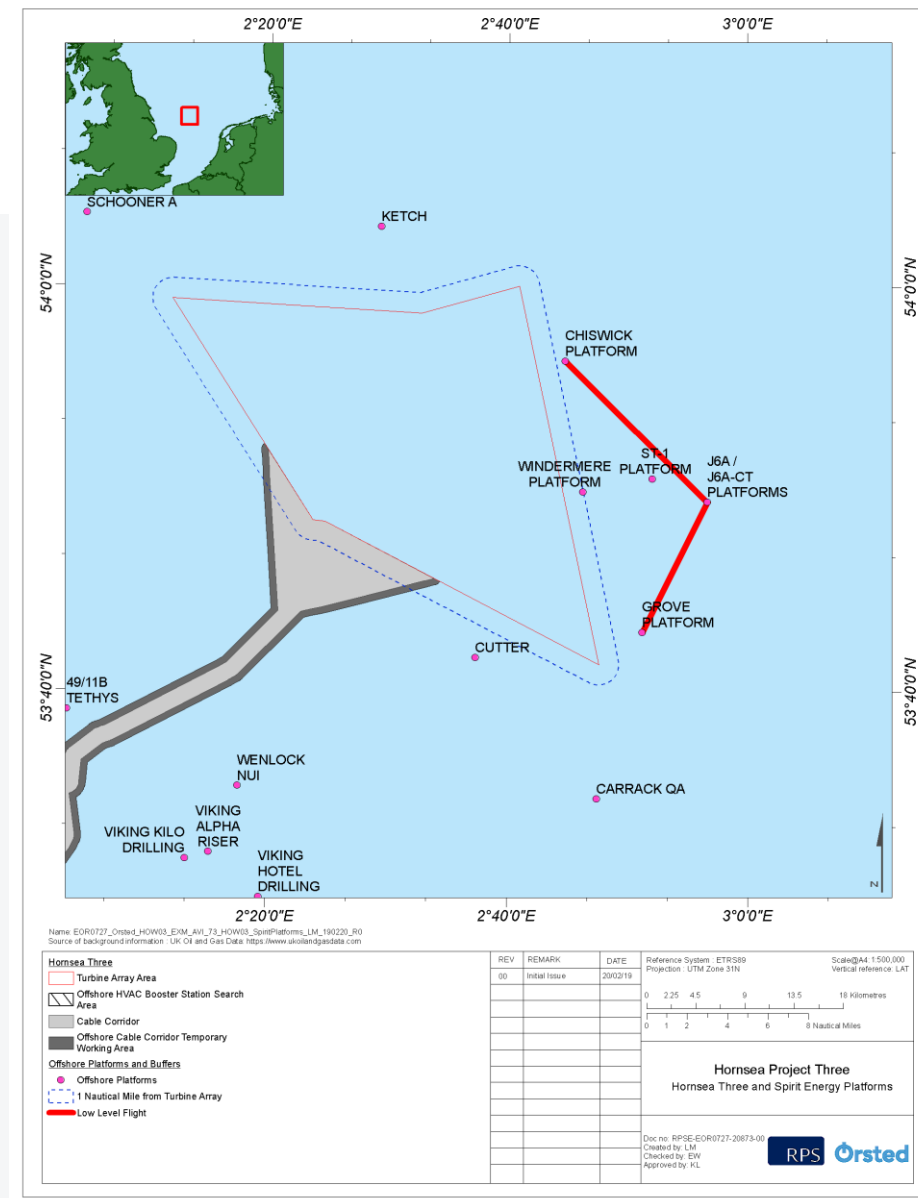 2°20'0"E
2°40'0"E
3°0'0"E
SCHOONER A
KETCH
54°0'0"N
54°0'0"N
CHISWICK
PLATFORM
ST-1
PLATFORM
WINDERMERE
PLATFORM
J6A /
J6A-CT
PLATFORMS
GROVE
PLATFORM
CUTTER
53°40'0"N
53°40'0"N
49/11B
TETHYS
WENLOCK
NUI
CARRACK QA
VIKING
ALPHA
RISER
VIKING KILO
DRILLING
VIKING
HOTEL
DRILLING
N
2°20'0"E
2°40'0"E
3°0'0"E
Name: EOR0727_Orsted_HOW03_EXM_AVI_73_HOW03_SpiritPlatforms_LM_190220_R0
Source of background information : UK Oil and Gas Data: https://www.ukoilandgasdata.com
Hornsea Three
Turbine Array Area
Offshore HVAC Booster Station Search
Area
Cable Corridor
Offshore Cable Corridor Temporary
Working Area
Offshore Platforms and Buffers
Offshore Platforms
1 Nautical Mile from Turbine Array
Low Level Flight
REV REMARK DATE
00 Initial Issue 20/02/19
Reference System : ETRS89
Projection : UTM Zone 31N
Scale@A4: 1:500,000
Vertical reference: LAT
0 2.25 4.5 9 13.5 18 Kilometres
0 1 2 4 6 8 Nautical Miles
Hornsea Project Three
Hornsea Three and Spirit Energy Platforms
Doc no: RPSE-EOR0727-20873-00
Created by: LM
Checked by: EW
Approved by: KL
RPS
Orsted